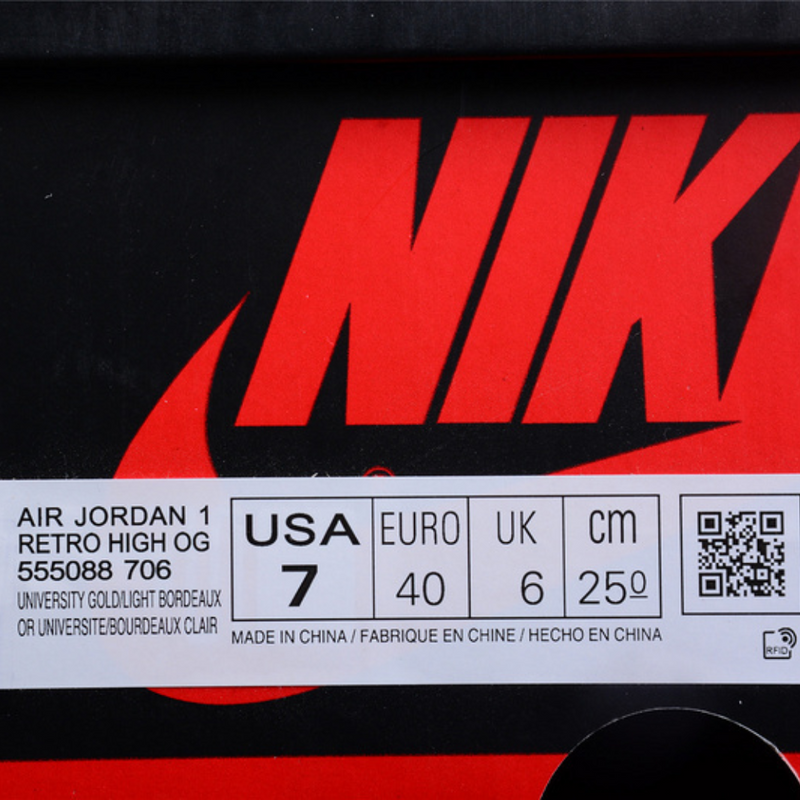 NIK
®
AIR JORDAN 1
RETRO HIGH OG
555088 706
UNIVERSITY GOLD/LIGHT BORDEAUX
OR UNIVERSITE/BOURDEAUX CLAIR
USA EURO UK cm
7 40 6 25º
MADE IN CHINA / FABRIQUE EN CHINE / HECHO EN CHINA
RFID